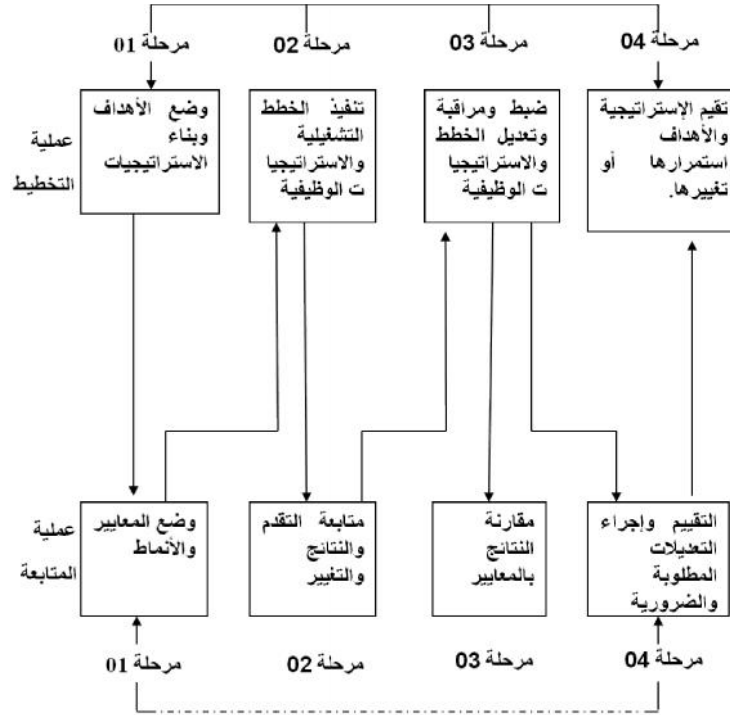 مرحلة 01
مرحلة 02
مرحلة 03
مرحلة 04
عملية
التخطيط
وضع الأهداف
وبناء
الاستراتيجيات
تنفيذ الخطط
التشغيلية
والاستراتيجيا
ت الوظيفية
ضبط ومراقبة
وتعديل الخطط
والاستراتيجيا
ت الوظيفية
تقيم الإستراتيجية
والأهداف
استمرارها أو
تغييرها.
عملية
المتابعة
وضع المعايير
والأنماط
متابعة التقدم
والنتائج
والتغيير
مقارنة
النتائج
بالمعايير
التقييم وإجراء
التعديلات
المطلوبة
والضرورية
مرحلة 01
مرحلة 02
مرحلة 03
مرحلة 04